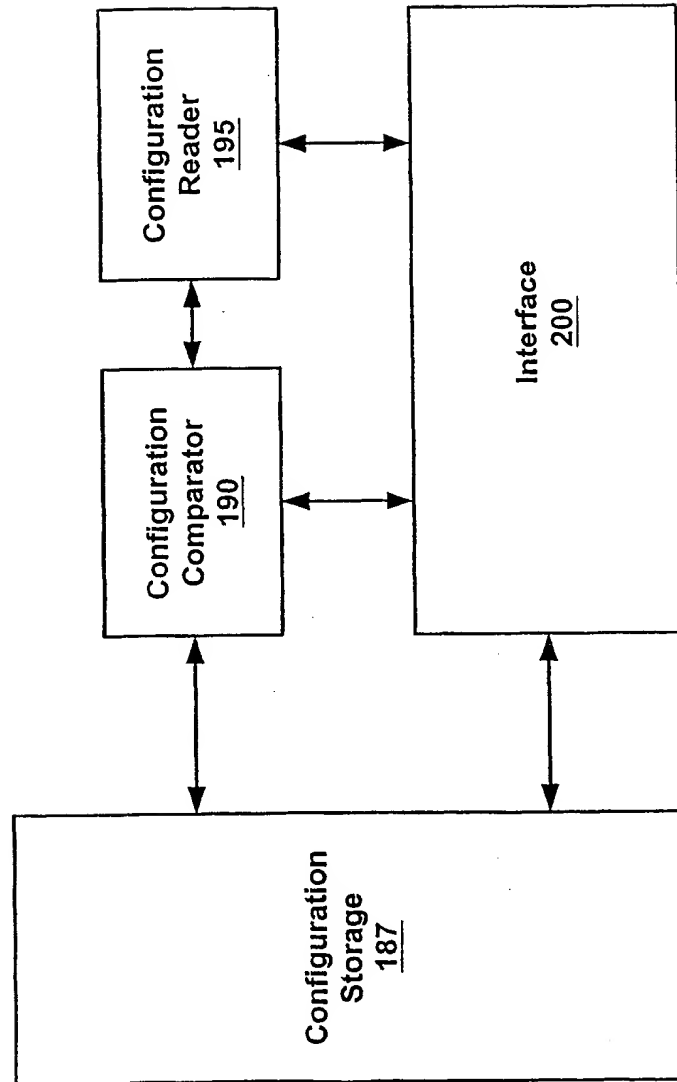 Configuration
Storage
187
Configuration
Comparator
190
Configuration
Reader
195
Interface
200